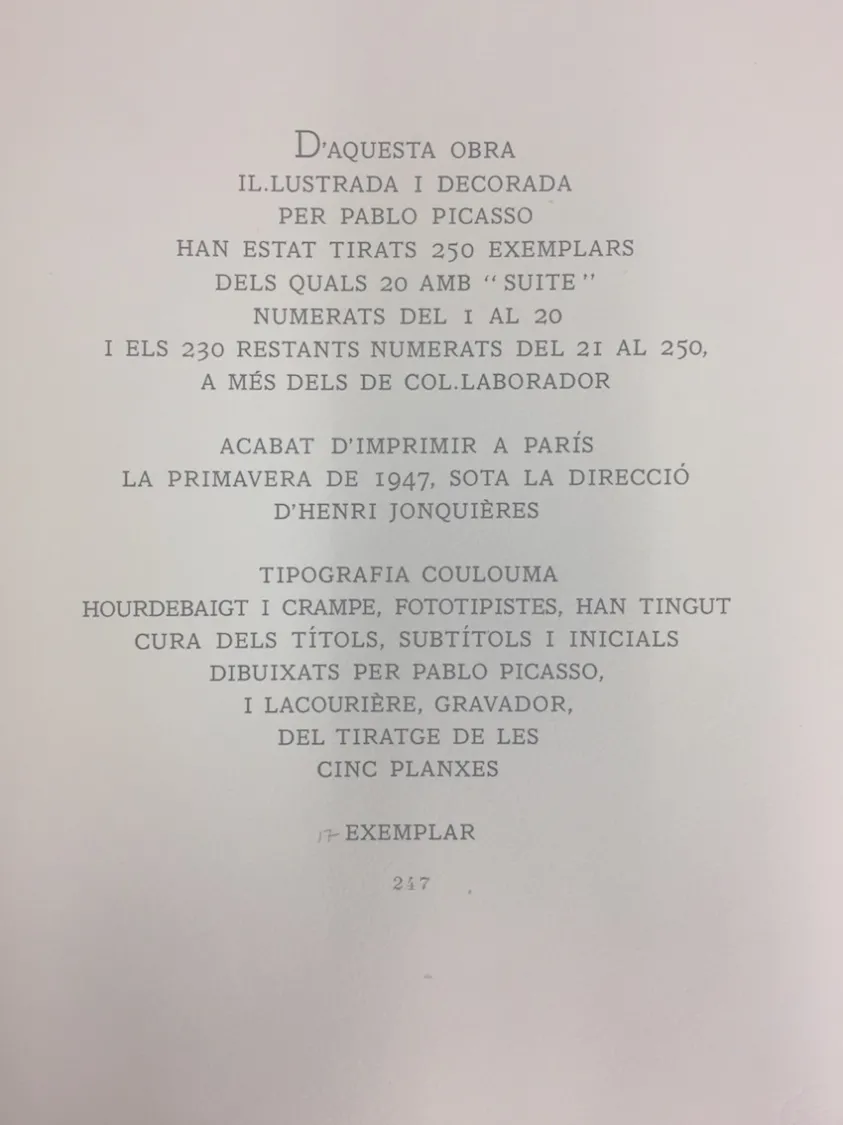 D'AQUESTA OBRA
IL.LUSTRADA I DECORADA
PER PABLO PICASSO
HAN ESTAT TIRATS 250 EXEMPLARS
DELS QUALS 20 AMB “SUITE”
NUMERATS DEL 1 AL 20
I ELS 230 RESTANTS NUMERATS DEL 21 AL 250,
A MÉS DELS DE COL.LABORADOR
ACABAT D'IMPRIMIR A PARÍS
LA PRIMAVERA DE 1947, SOTA LA DIRECCIÓ
D'HENRI JONQUIÈRES
TIPOGRAFIA COULOUMA
HOURDEBAIGT I CRAMPE, FOTOTIPISTES, HAN TINGUT
CURA DELS TÍTOLS, SUBTÍTOLS I INICIALS
DIBUIXATS PER PABLO PICASSO,
I LACOURIÈRE, GRAVADOR,
DEL TIRATGE DE LES
CINC PLANXES
EXEMPLAR
247